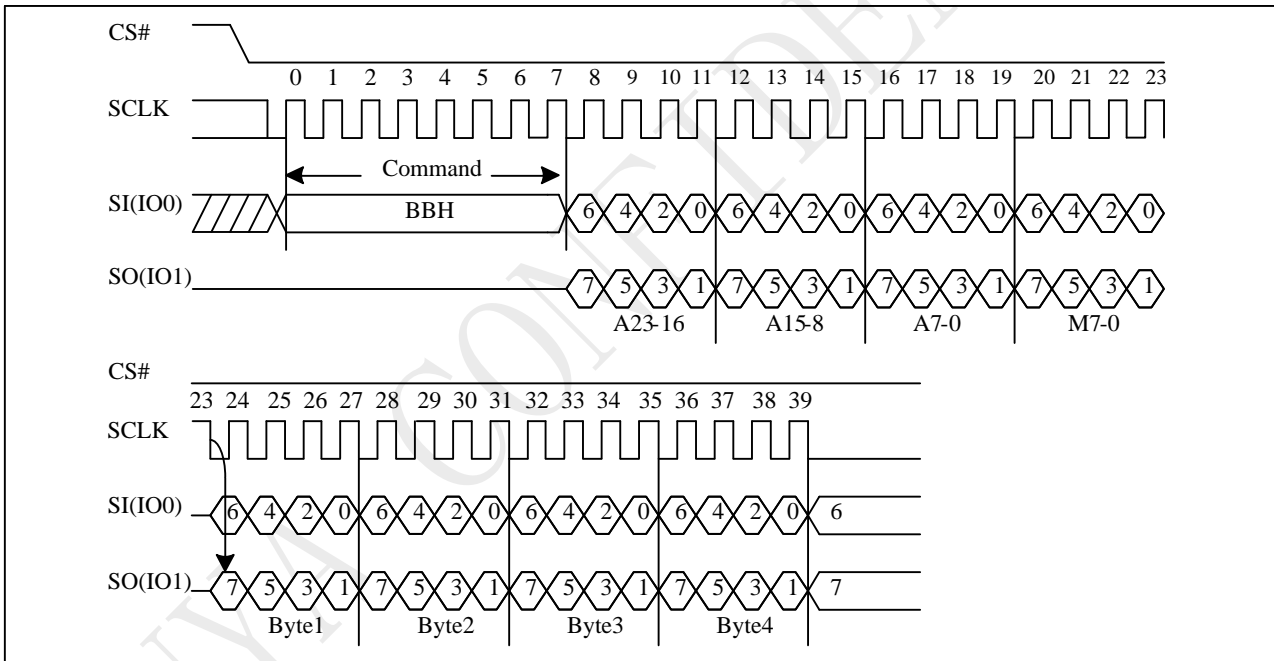 CS#
0 1 2 3 4 5 6 7 8 9 10 11 12 13 14 15 16 17 18 19 20 21 22 23
SCLK
Command
SI(IO0) BBH 6 4 2 0 6 4 2 0 6 4 2 0 6 4 2 0
SO(IO1) 7 5 3 1 7 5 3 1 7 5 3 1 7 5 3 1
A23-16 A15-8 A7-0 M7-0
CS#
23 24 25 26 27 28 29 30 31 32 33 34 35 36 37 38 39
SCLK
SI(IO0) 6 4 2 0 6 4 2 0 6 4 2 0 6 4 2 0 6
SO(IO1) 7 5 3 1 7 5 3 1 7 5 3 1 7 5 3 1 7
Byte1 Byte2 Byte3 Byte4